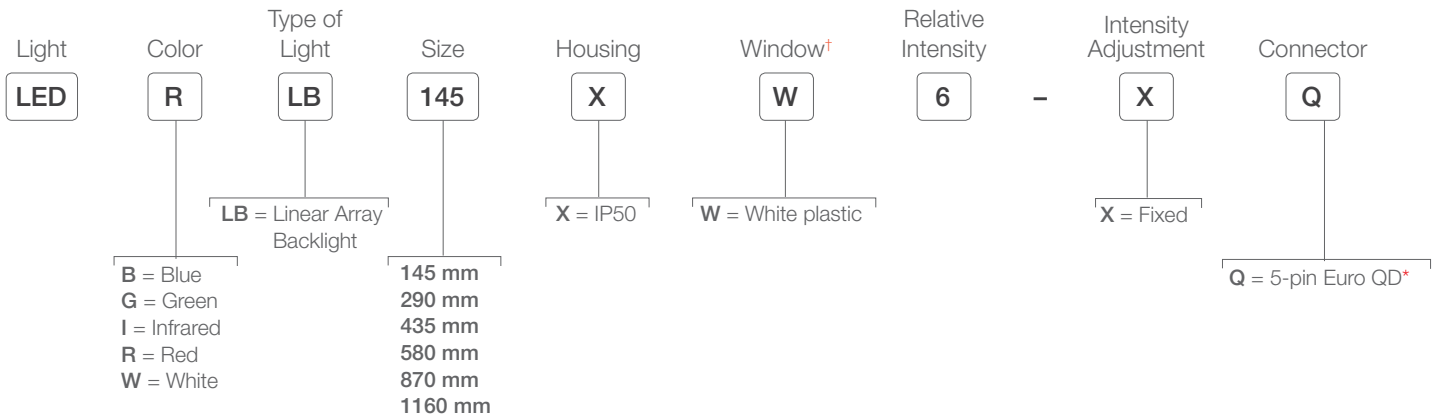 Light
Color
Type of
Light
Size
Housing
Window†
Relative
Intensity
Intensity
Adjustment
Connector
LED
R
LB
145
X
W
6
–
X
Q
LB = Linear Array
Backlight
X = IP50
W = White plastic
X = Fixed
B = Blue
G = Green
I = Infrared
R = Red
W = White
145 mm
290 mm
435 mm
580 mm
870 mm
1160 mm
Q = 5-pin Euro QD*